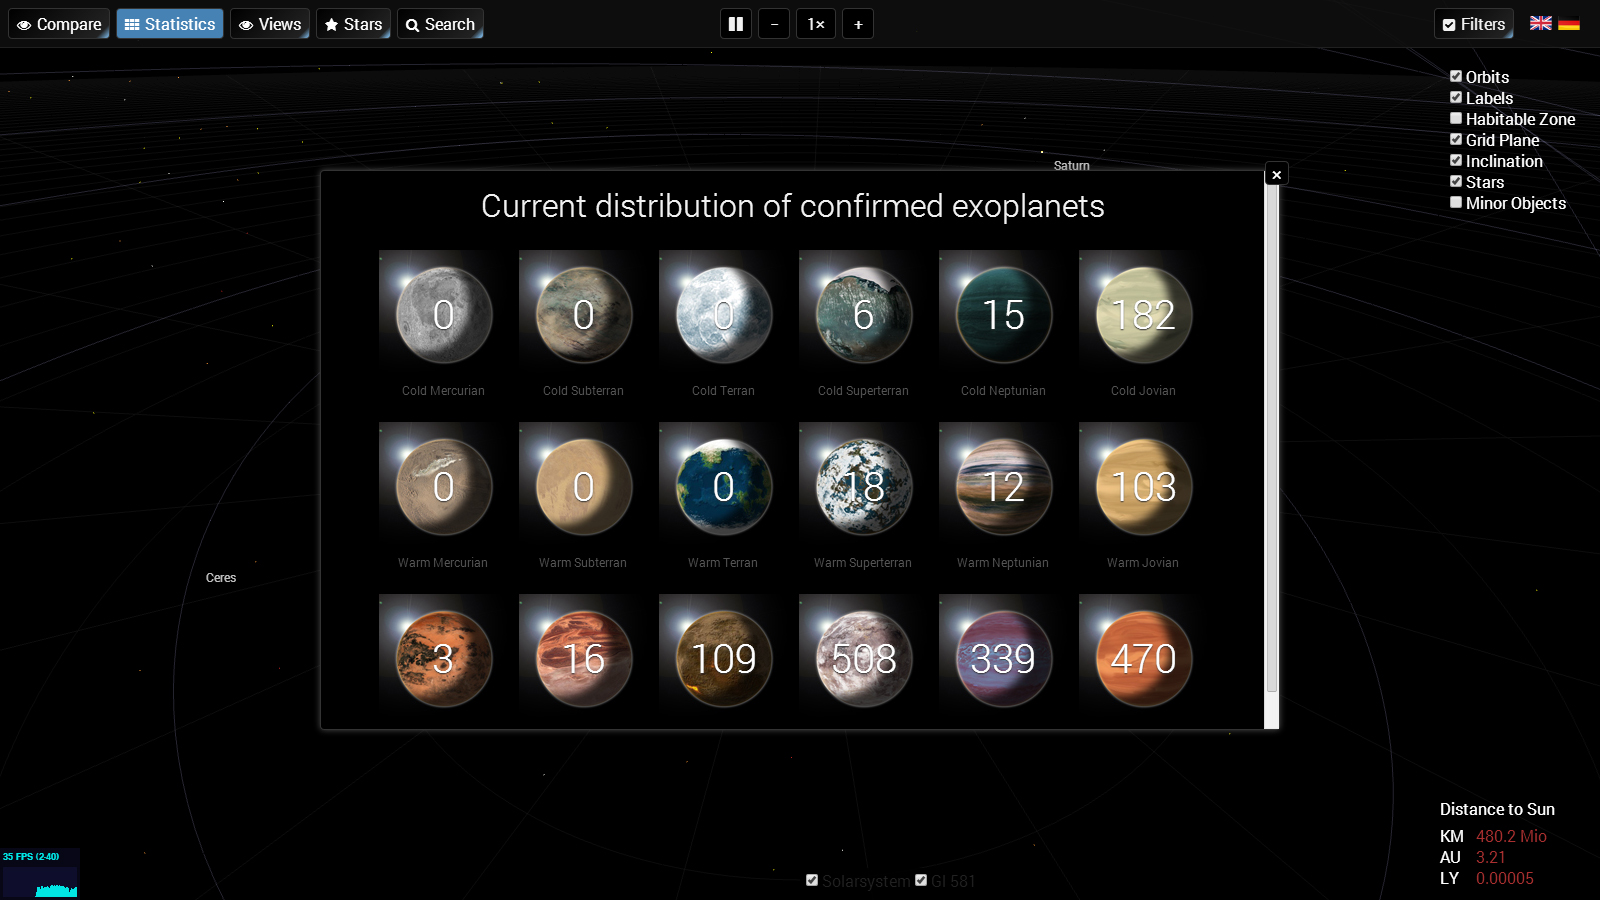 Compare Statistics Views Stars Search - 1× + Filters
Orbits
Labels
Habitable Zone
Grid Plane
Inclination
Stars
Minor Objects
Saturn
×
Current distribution of confirmed exoplanets
0 0 0 6 15 182
Cold Mercurian Cold Subterran Cold Terran Cold Superterran Cold Neptunian Cold Jovian
0 0 0 18 12 103
Warm Mercurian Warm Subterran Warm Terran Warm Superterran Warm Neptunian Warm Jovian
Ceres
3 16 109 508 339 470
Distance to Sun
KM 480.2 Mio
AU 3.21
LY 0.00005
35 FPS (2-40)
Solarsystem Gl 581